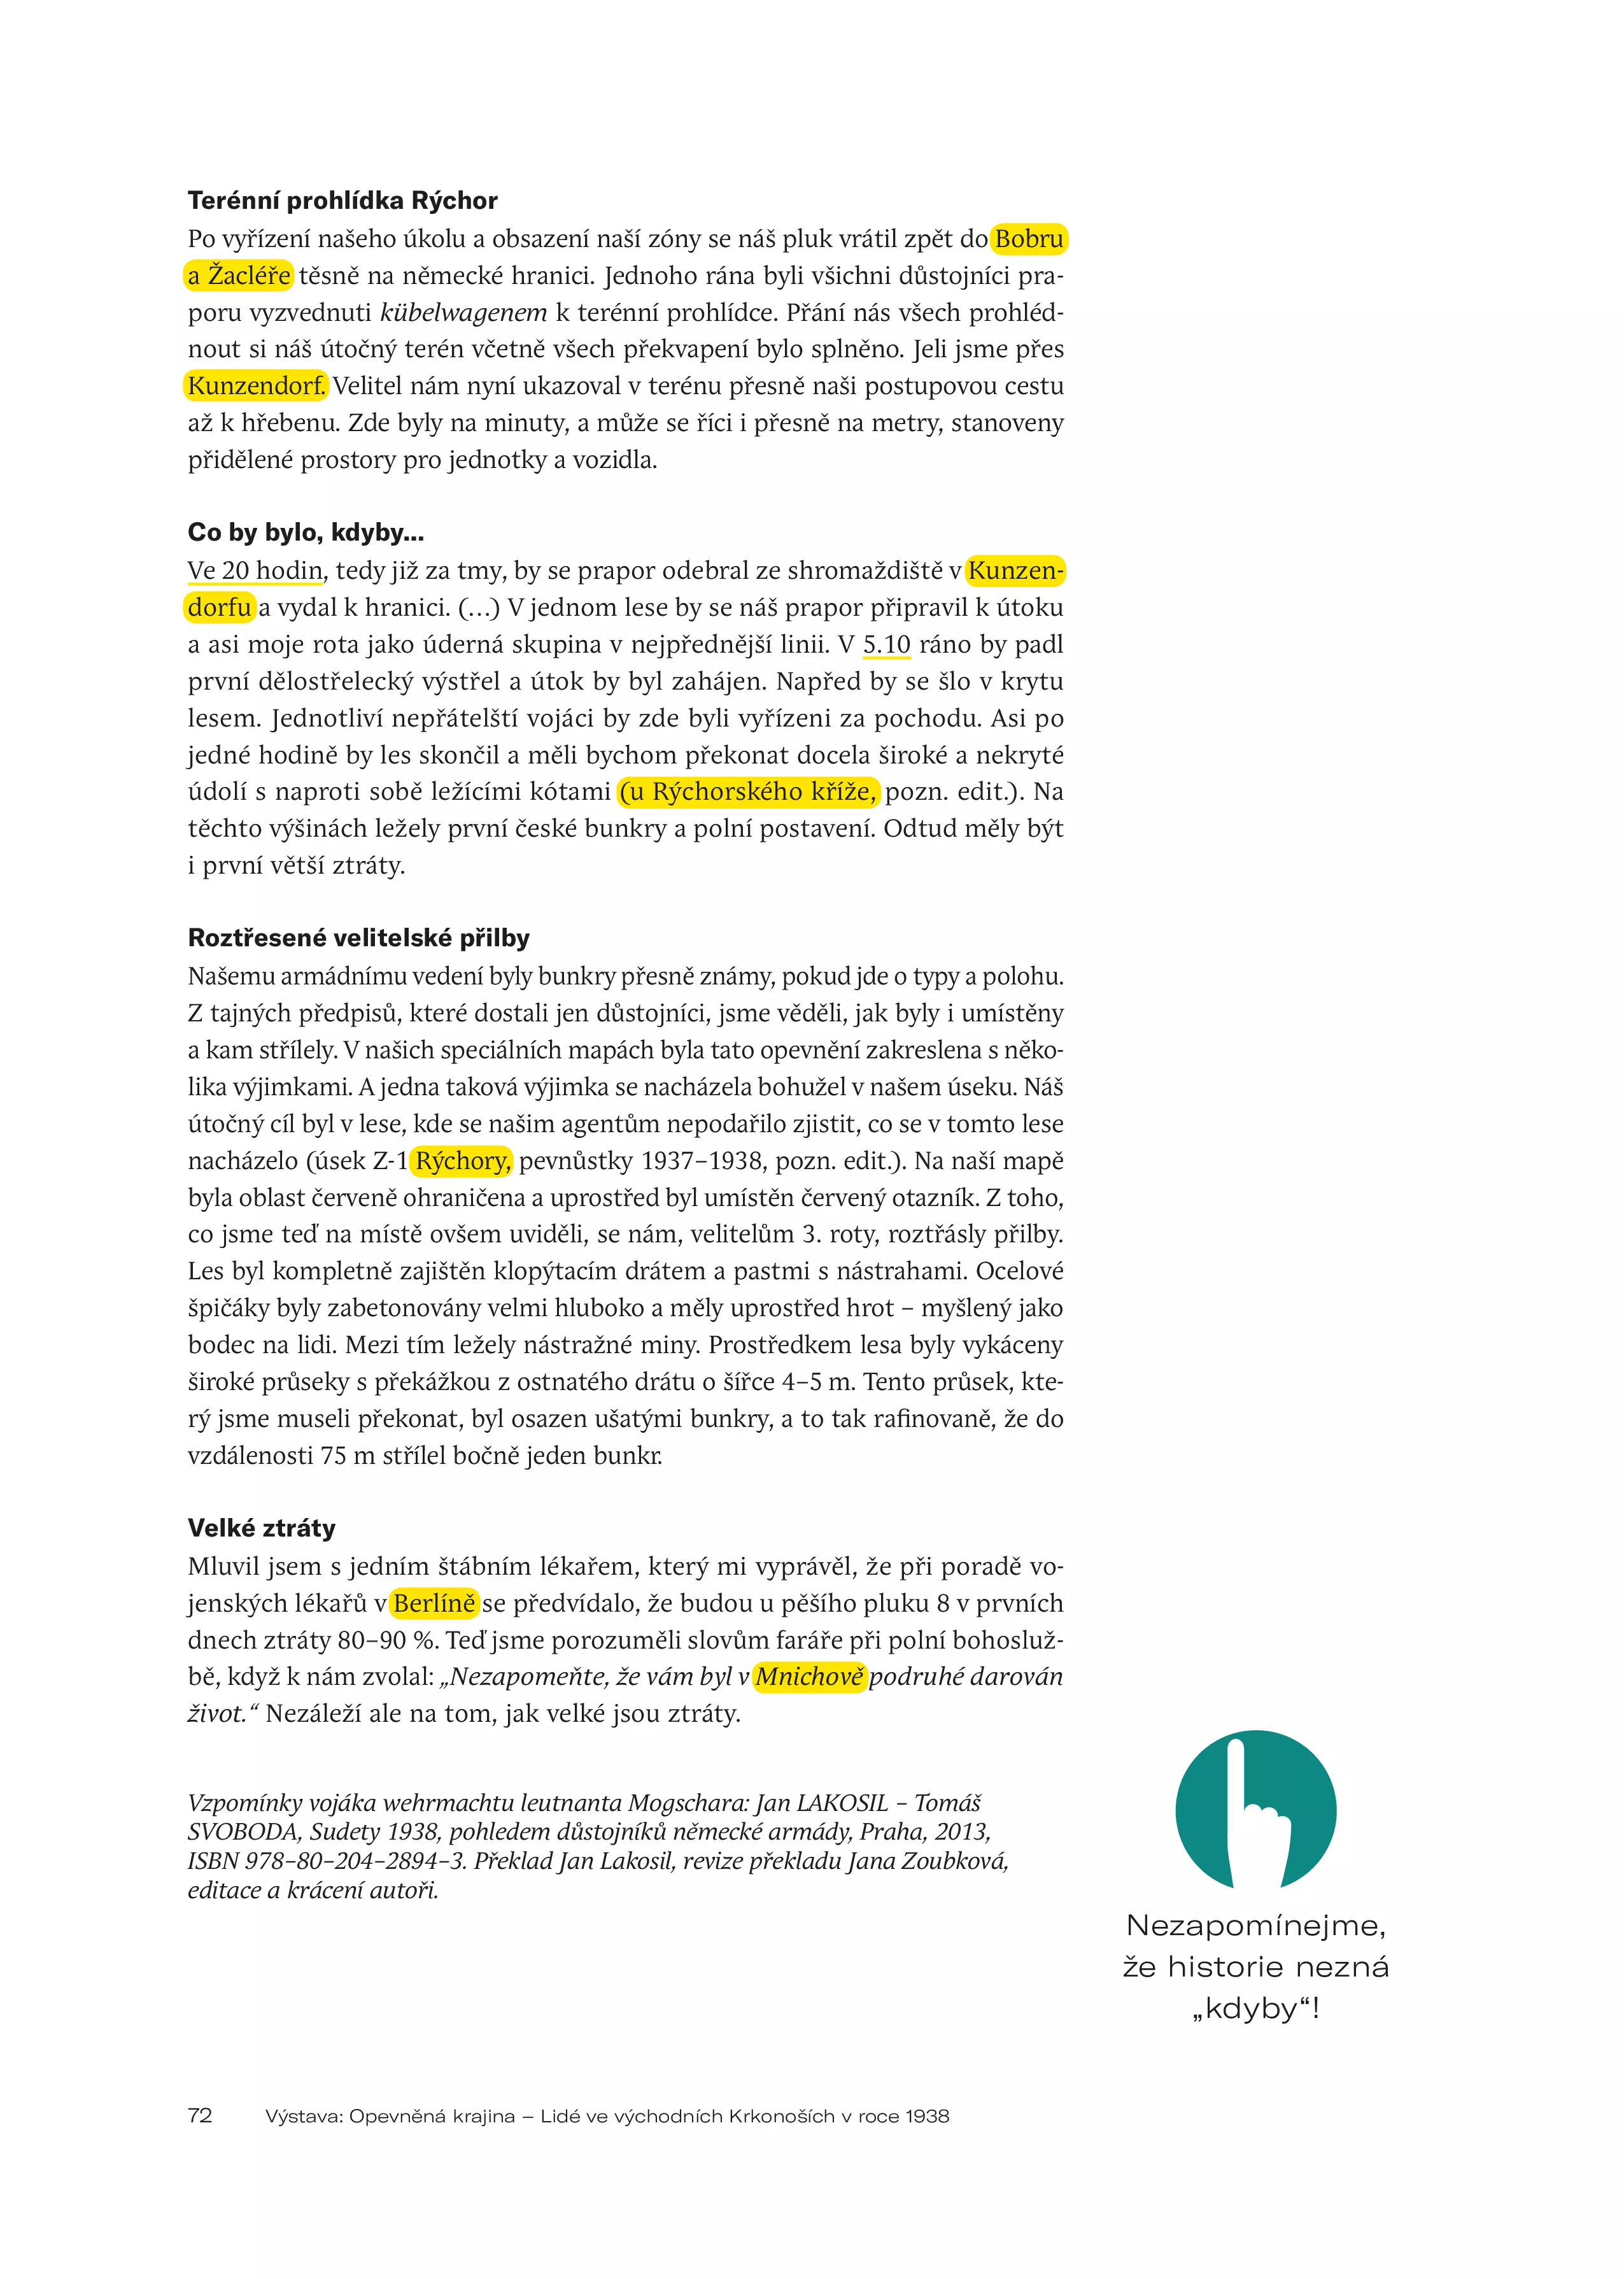 Terénní prohlídka Rýchor
Po vyřízení našeho úkolu a obsazení naší zóny se náš pluk vrátil zpět do Bobru
a Žacléře těsně na německé hranici. Jednoho rána byli všichni důstojníci pra-
poru vyzvednuti kübelwagenem k terénní prohlídce. Přání nás všech prohléd-
nout si náš útočný terén včetně všech překvapení bylo splněno. Jeli jsme přes
Kunzendorf. Velitel nám nyní ukazoval v terénu přesně naši postupovou cestu
až k hřebenu. Zde byly na minuty, a může se říci i přesně na metry, stanoveny
přidělené prostory pro jednotky a vozidla.
Co by bylo, kdyby...
Ve 20 hodin, tedy již za tmy, by se prapor odebral ze shromaždiště v Kunzen-
dorfu a vydal k hranici. (…) V jednom lese by se náš prapor připravil k útoku
a asi moje rota jako úderná skupina v nejpřednější linii. V 5.10 ráno by padl
první dělostřelecký výstřel a útok by byl zahájen. Napřed by se šlo v krytu
lesem. Jednotliví nepřátelští vojáci by zde byli vyřízeni za pochodu. Asi po
jedné hodině by les skončil a měli bychom překonat docela široké a nekryté
údolí s naproti sobě ležícími kótami (u Rýchorského kříže, pozn. edit.). Na
těchto výšinách ležely první české bunkry a polní postavení. Odtud měly být
i první větší ztráty.
Roztřesené velitelské přilby
Našemu armádnímu vedení byly bunkry přesně známy, pokud jde o typy a polohu.
Z tajných předpisů, které dostali jen důstojníci, jsme věděli, jak byly i umístěny
a kam střílely. V našich speciálních mapách byla tato opevnění zakreslena s něko-
lika výjimkami. A jedna taková výjimka se nacházela bohužel v našem úseku. Náš
útočný cíl byl v lese, kde se našim agentům nepodařilo zjistit, co se v tomto lese
nacházelo (úsek Z-1 Rýchory, pevnůstky 1937–1938, pozn. edit.). Na naší mapě
byla oblast červeně ohraničena a uprostřed byl umístěn červený otazník. Z toho,
co jsme teď na místě ovšem uviděli, se nám, velitelům 3. roty, roztřásly přilby.
Les byl kompletně zajištěn klopýtacím drátem a pastmi s nástrahami. Ocelové
špičáky byly zabetonovány velmi hluboko a měly uprostřed hrot – myšlený jako
bodec na lidi. Mezi tím ležely nástražné miny. Prostředkem lesa byly vykáceny
široké průseky s překážkou z ostnatého drátu o šířce 4–5 m. Tento průsek, kte-
rý jsme museli překonat, byl osazen ušatými bunkry, a to tak rafinovaně, že do
vzdálenosti 75 m střílel bočně jeden bunkr.
Velké ztráty
Mluvil jsem s jedním štábním lékařem, který mi vyprávěl, že při poradě vo-
jenských lékařů v Berlíně se předvídalo, že budou u pěšího pluku 8 v prvních
dnech ztráty 80–90 %. Teď jsme porozuměli slovům faráře při polní bohosluž-
bě, když k nám zvolal: „Nezapomeňte, že vám byl v Mnichově podruhé darován
život.“ Nezáleží ale na tom, jak velké jsou ztráty.
Vzpomínky vojáka wehrmachtu leutnanta Mogschara: Jan LAKOSIL – Tomáš
SVOBODA, Sudety 1938, pohledem důstojníků německé armády, Praha, 2013,
ISBN 978–80–204–2894–3. Překlad Jan Lakosil, revize překladu Jana Zoubková,
editace a krácení autoři.
Nezapomínejme,
že historie nezná
„kdyby“!
72 Výstava: Opevněná krajina – Lidé ve východních Krkonoších v roce 1938